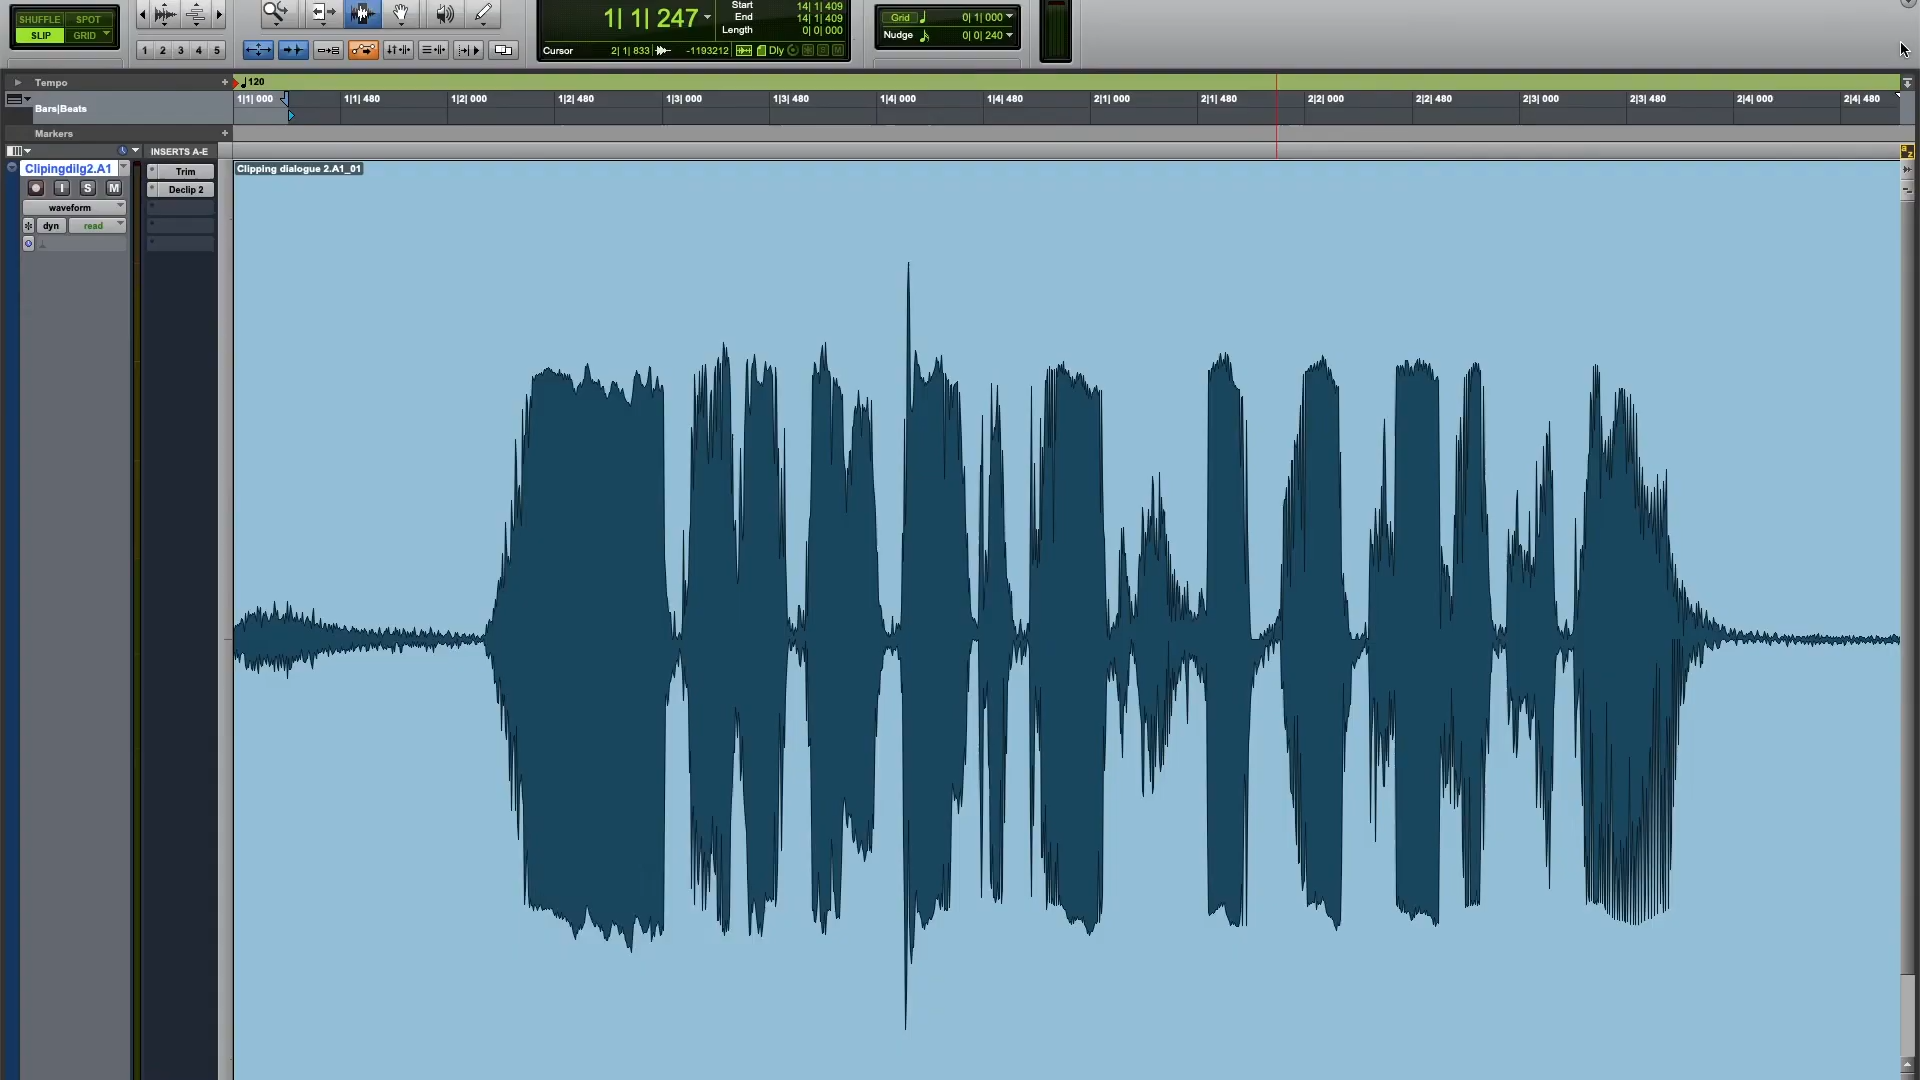 SHUFFLE SPOT
SLIP GRID
1 2 3 4 5
1| 1| 247
Start 14| 1| 409
End 14| 1| 409
Length 0| 0| 000
Cursor 2| 1| 833 -1193212 Dly S M
Grid 0| 1| 000
Nudge 0| 0| 240
Tempo + 120
Bars|Beats
1|1| 000 1|1| 480 1|2| 000 1|2| 480 1|3| 000 1|3| 480 1|4| 000 1|4| 480 2|1| 000 2|1| 480 2|2| 000 2|2| 480 2|3| 000 2|3| 480 2|4| 000 2|4| 480
Markers +
INSERTS A-E
Clipingdilg2.A1
Trim
Clipping dialogue 2.A1_01
I S M
Declip 2
waveform
dyn read
a
z